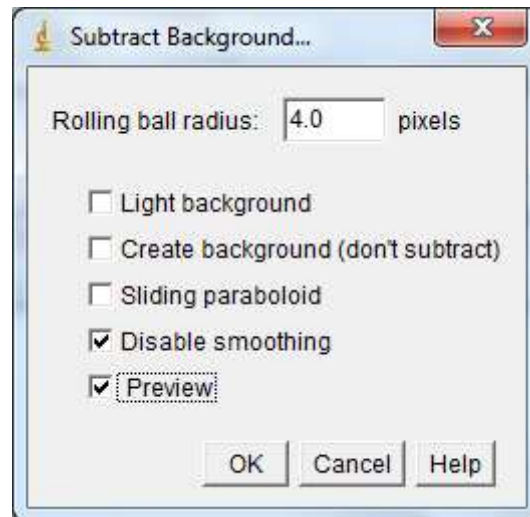 Subtract Background...
Rolling ball radius: 4.0 pixels
Light background
Create background (don't subtract)
Sliding paraboloid
Disable smoothing
Preview
OK Cancel Help